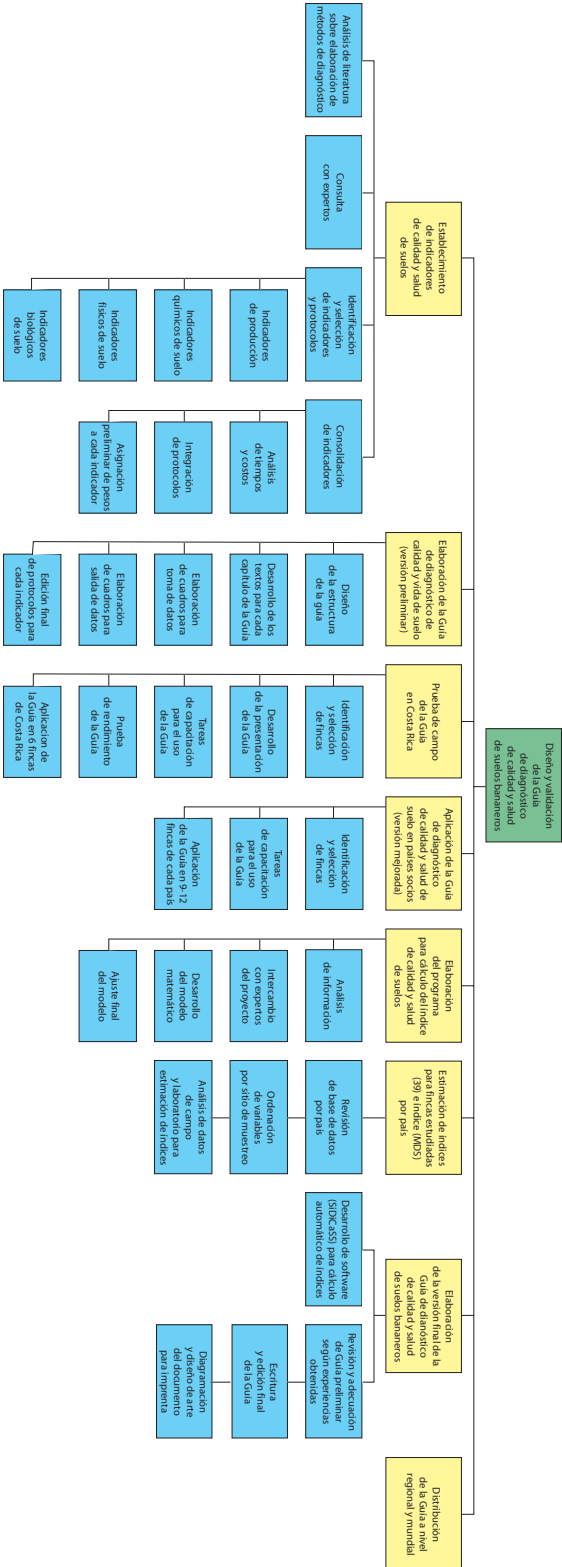 Diseño y validación
de la Guía
de diagnóstico
de calidad y salud
de suelos bananeros
Establecimiento
de indicadores
de calidad y salud
de suelos
Análisis de literatura
sobre elaboración de
métodos de diagnóstico
Consulta
con expertos
Identificación
y selección
de indicadores
y protocolos
Indicadores
de producción
Indicadores
químicos de suelo
Indicadores
físicos de suelo
Indicadores
biológicos
de suelo
Consolidación
de indicadores
Análisis
de tiempos
y costos
Integración
de protocolos
Asignación
preliminar de pesos
a cada indicador
Elaboración de la Guía
de diagnóstico de
calidad y vida de suelo
(versión preliminar)
Diseño
de la estructura
de la guía
Desarrollo de los
textos para cada
capítulo de la Guía
Elaboración
de cuadros para
toma de datos
Elaboración
de cuadros para
salida de datos
Edición final
de protocolos para
cada indicador
Prueba de campo
de la Guía
en Costa Rica
Identificación
y selección
de fincas
Desarrollo
de la presentación
de la Guía
Tareas
de capacitación
para el uso
de la Guía
Prueba
de rendimiento
de la Guía
Aplicacion de
la Guía en 6 fincas
de Costa Rica
Aplicación de la Guía
de diagnóstico
de calidad y salud de
suelo en países socios
(versión mejorada)
Identificación
y selección
de fincas
Tareas
de capacitación
para el uso
de la Guía
Aplicación
de la Guía en 9-12
fincas de cada país
Elaboración
del programa
para cálculo del índice
de calidad y salud
de suelos
Análisis
de información
Intercambio
con expertos
del proyecto
Desarrollo
del modelo
matemático
Ajuste final
del modelo
Estimación de índices
para fincas estudiadas
(39) e índice (MDS)
por país
Revisión
de base de datos
por país
Ordenación
de variables
por sitio de muestreo
Análisis de datos
de campo
y laboratorio para
estimación de índices
Elaboración
de la versión final de la
Guía de dianóstico
de calidad y salud
de suelos bananeros
Desarrollo de software
(SiDiCaSS) para cálculo
automático de índices
Revisión y adecuación
de Guía preliminar
según experiencias
obtenidas
Escritura
y edición final
de la Guía
Diagramación
y diseño de arte
del documento
para imprenta
Distribución
de la Guía a nivel
regional y mundial